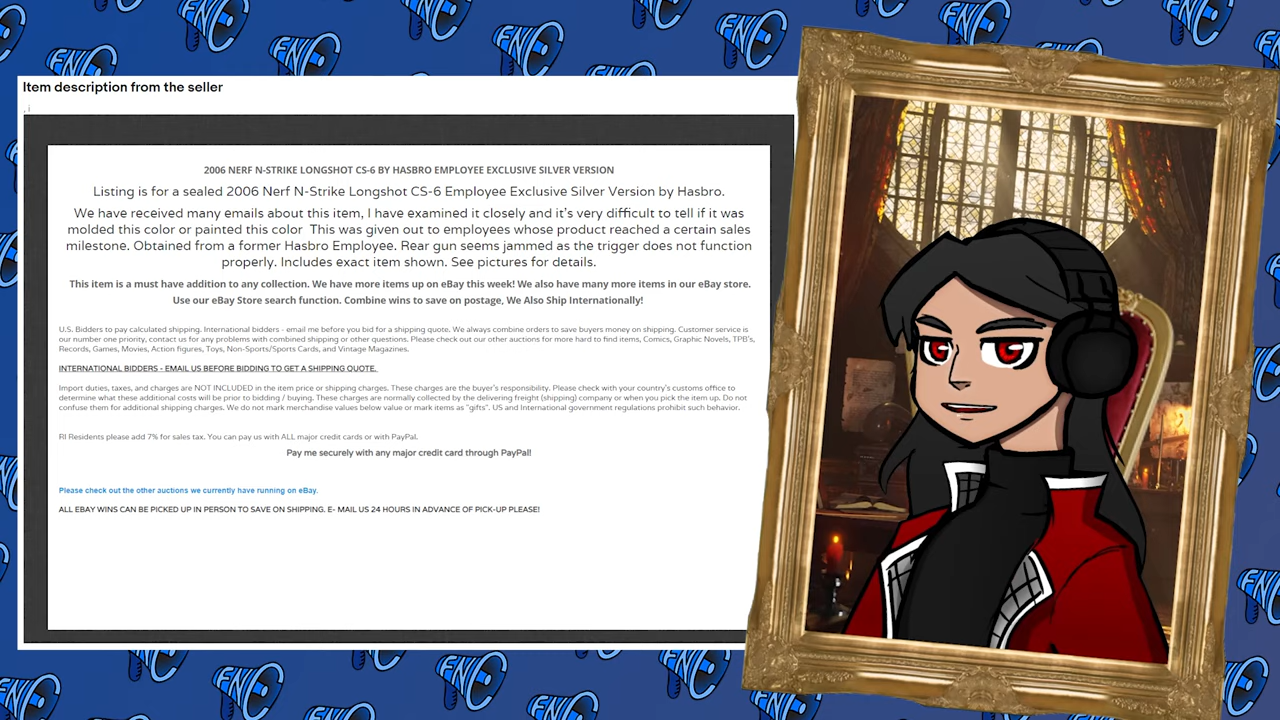 Item description from the seller
2006 NERF N-STRIKE LONGSHOT CS-6 BY HASBRO EMPLOYEE EXCLUSIVE SILVER VERSION
Listing is for a sealed 2006 Nerf N-Strike Longshot CS-6 Employee Exclusive Silver Version by Hasbro.
We have received many emails about this item, I have examined it closely and it's very difficult to tell if it was
molded this color or painted this color  This was given out to employees whose product reached a certain sales
milestone. Obtained from a former Hasbro Employee. Rear gun seems jammed as the trigger does not function
properly. Includes exact item shown. See pictures for details.
This item is a must have addition to any collection. We have more items up on eBay this week! We also have many more items in our eBay store.
Use our eBay Store search function. Combine wins to save on postage, We Also Ship Internationally!
U.S. Bidders to pay calculated shipping. International bidders - email me before you bid for a shipping quote. We always combine orders to save buyers money on shipping. Customer service is
our number one priority, contact us for any problems with combined shipping or other questions. Please check out our other auctions for more hard to find items, Comics, Graphic Novels, TPB's,
Records, Games, Movies, Action figures, Toys, Non-Sports/Sports Cards, and Vintage Magazines.
INTERNATIONAL BIDDERS - EMAIL US BEFORE BIDDING TO GET A SHIPPING QUOTE.
Import duties, taxes, and charges are NOT INCLUDED in the item price or shipping charges. These charges are the buyer's responsibility. Please check with your country's customs office to
determine what these additional costs will be prior to bidding / buying. These charges are normally collected by the delivering freight (shipping) company or when you pick the item up. Do not
confuse them for additional shipping charges. We do not mark merchandise values below value or mark items as "gifts". US and International government regulations prohibit such behavior.
RI Residents please add 7% for sales tax. You can pay us with ALL major credit cards or with PayPal.
Pay me securely with any major credit card through PayPal!
Please check out the other auctions we currently have running on eBay.
ALL EBAY WINS CAN BE PICKED UP IN PERSON TO SAVE ON SHIPPING. E- MAIL US 24 HOURS IN ADVANCE OF PICK-UP PLEASE!